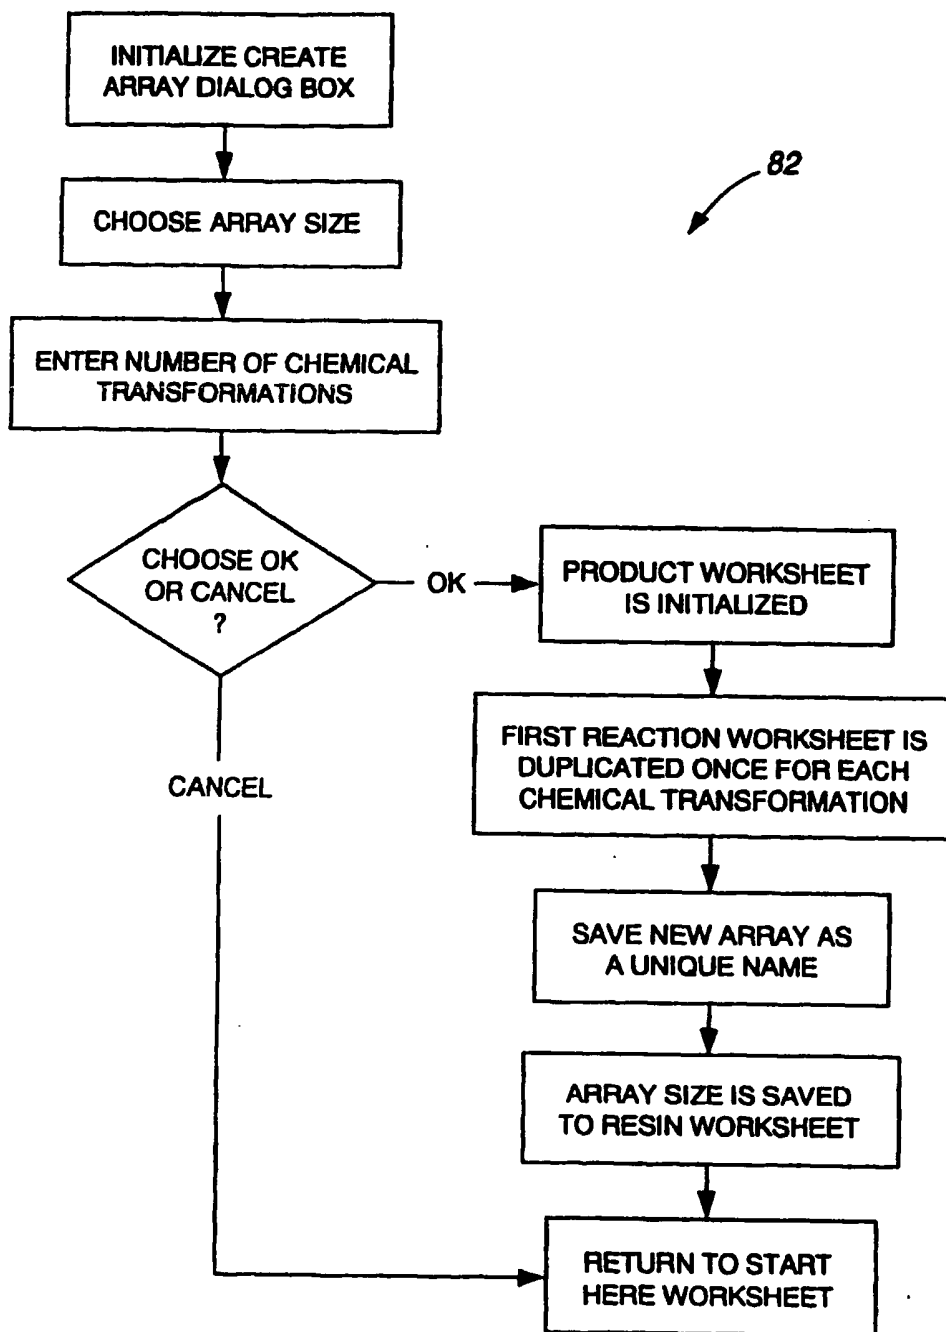 INITIALIZE CREATE
ARRAY DIALOG BOX
82
CHOOSE ARRAY SIZE
ENTER NUMBER OF CHEMICAL
TRANSFORMATIONS
CHOOSE OK
OR CANCEL
?
OK
PRODUCT WORKSHEET
IS INITIALIZED
FIRST REACTION WORKSHEET IS
DUPLICATED ONCE FOR EACH
CHEMICAL TRANSFORMATION
CANCEL
SAVE NEW ARRAY AS
A UNIQUE NAME
ARRAY SIZE IS SAVED
TO RESIN WORKSHEET
RETURN TO START
HERE WORKSHEET